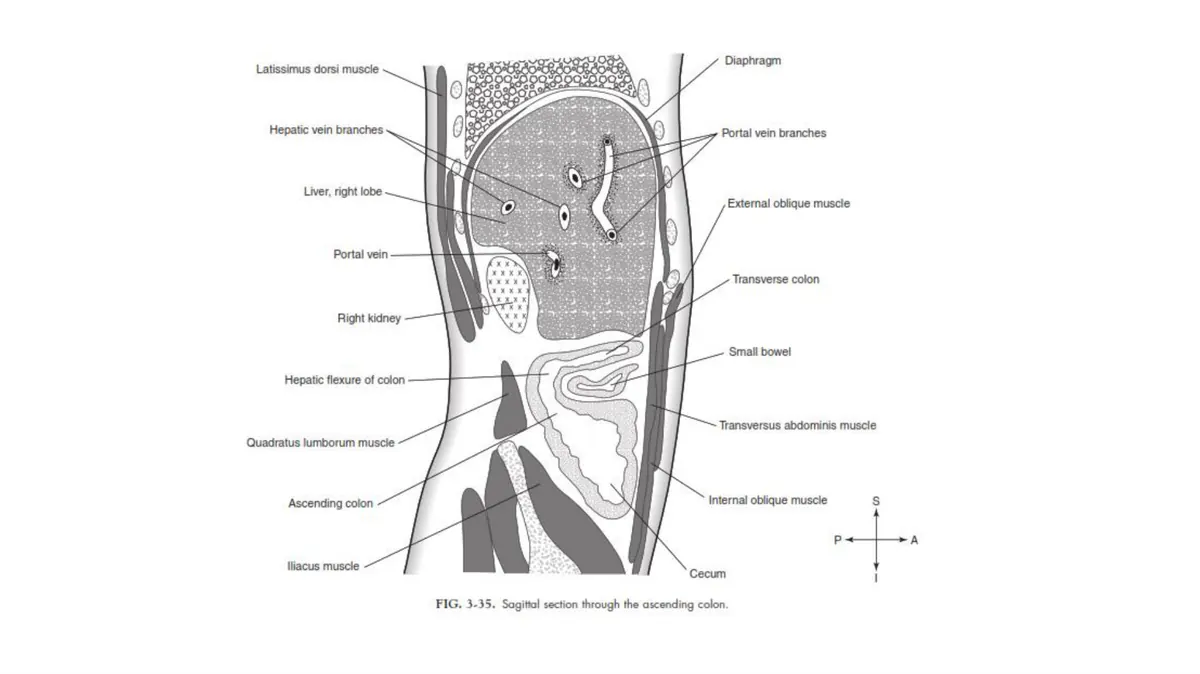 Latissimus dorsi muscle
Hepatic vein branches
Liver, right lobe
Portal vein
Right kidney
Hepatic flexure of colon
Quadratus lumborum muscle
Ascending colon
Iliacus muscle
Diaphragm
Portal vein branches
External oblique muscle
Transverse colon
Small bowel
Transversus abdominis muscle
Internal oblique muscle
Cecum
S
P A
I
FIG. 3-35. Sagittal section through the ascending colon.